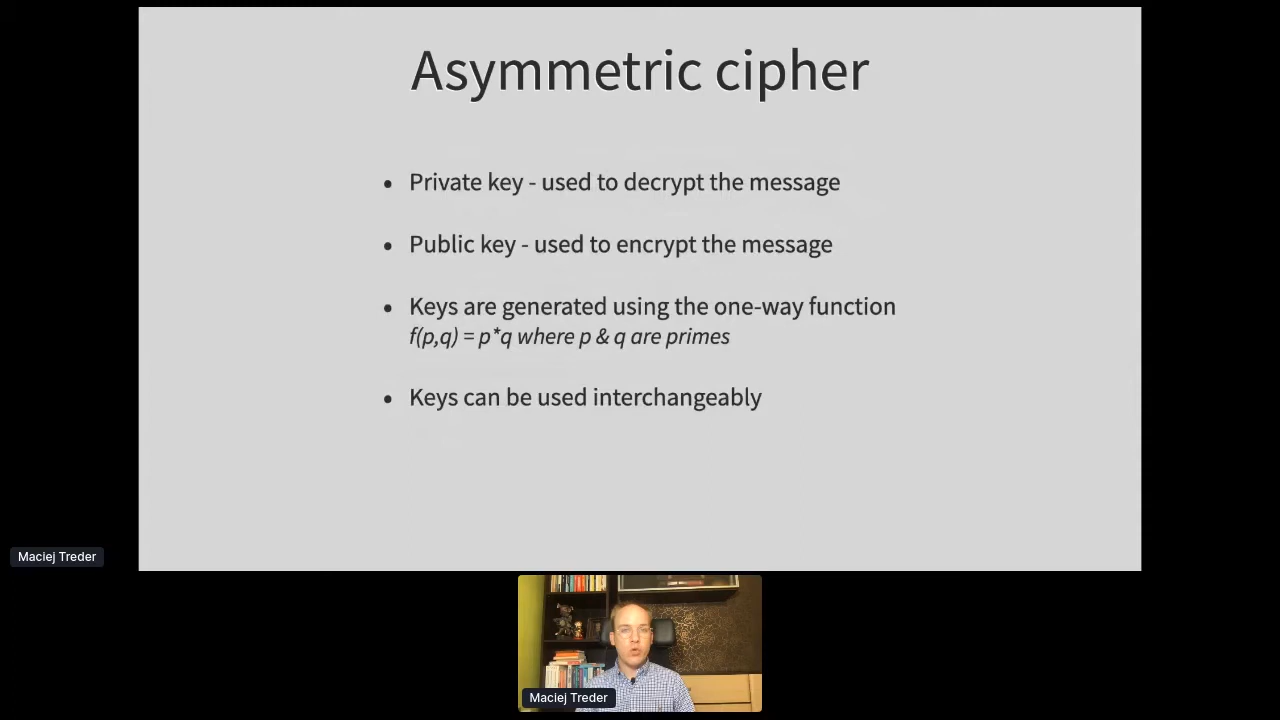 Asymmetric cipher
• Private key - used to decrypt the message
• Public key - used to encrypt the message
• Keys are generated using the one-way function
f(p,q) = p*q where p & q are primes
• Keys can be used interchangeably
Maciej Treder
Maciej Treder